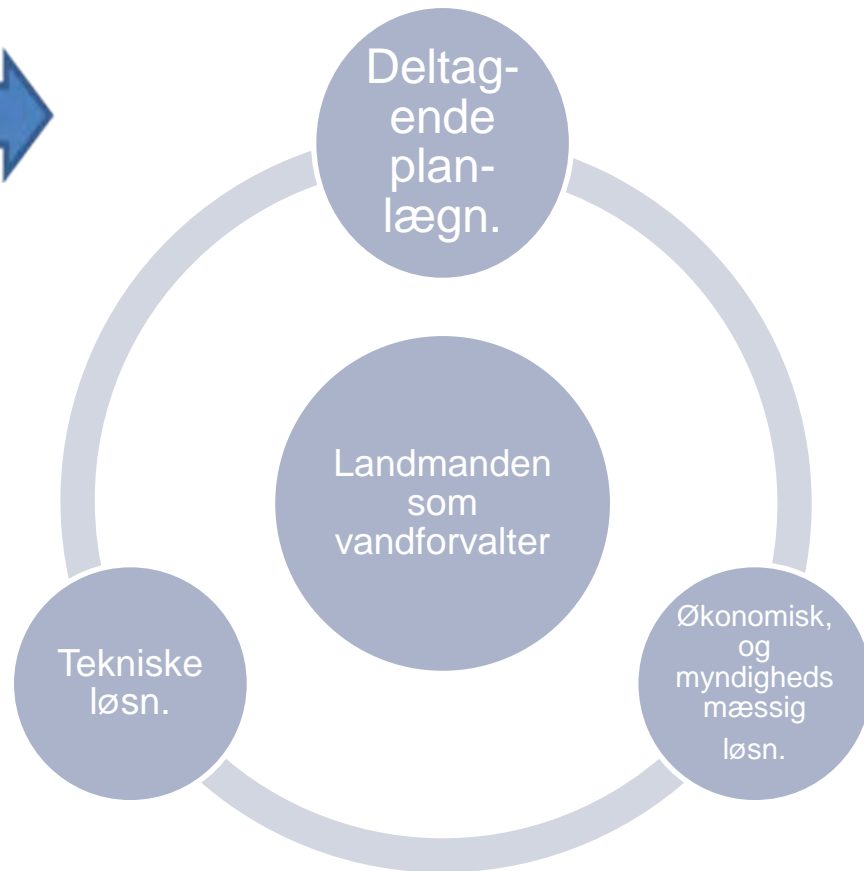 Deltag-
ende
plan-
lægn.
Landmanden
som
vandforvalter
Tekniske
løsn.
Økonomisk,
og
myndigheds
mæssig
løsn.